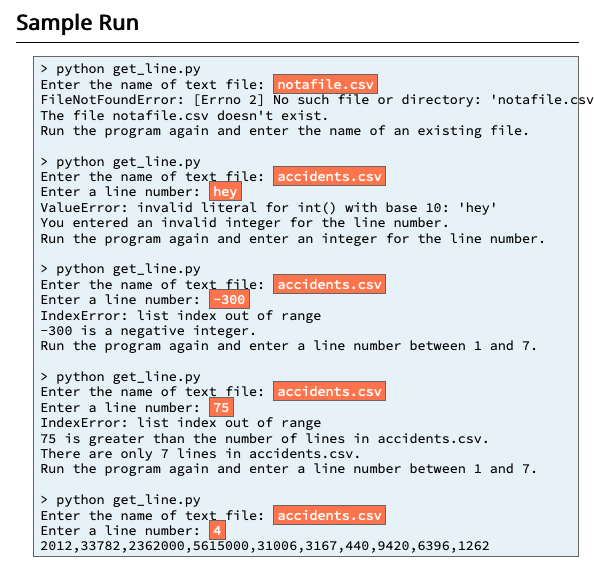 Sample Run
> python get_line.py
Enter the name of text file: notafile.csv
FileNotFoundError: [Errno 2] No such file or directory: 'notafile.csv
The file notafile.csv doesn't exist.
Run the program again and enter the name of an existing file.
> python get_line.py
Enter the name of text file: accidents.csv
Enter a line number: hey
ValueError: invalid literal for int() with base 10: 'hey'
You entered an invalid integer for the line number.
Run the program again and enter an integer for the line number.
> python get_line.py
Enter the name of text file: accidents.csv
Enter a line number: -300
IndexError: list index out of range
-300 is a negative integer.
Run the program again and enter a line number between 1 and 7.
> python get_line.py
Enter the name of text file: accidents.csv
Enter a line number: 75
IndexError: list index out of range
75 is greater than the number of lines in accidents.csv.
There are only 7 lines in accidents.csv.
Run the program again and enter a line number between 1 and 7.
> python get_line.py
Enter the name of text file: accidents.csv
Enter a line number: 4
2012,33782,2362000,5615000,31006,3167,440,9420,6396,1262